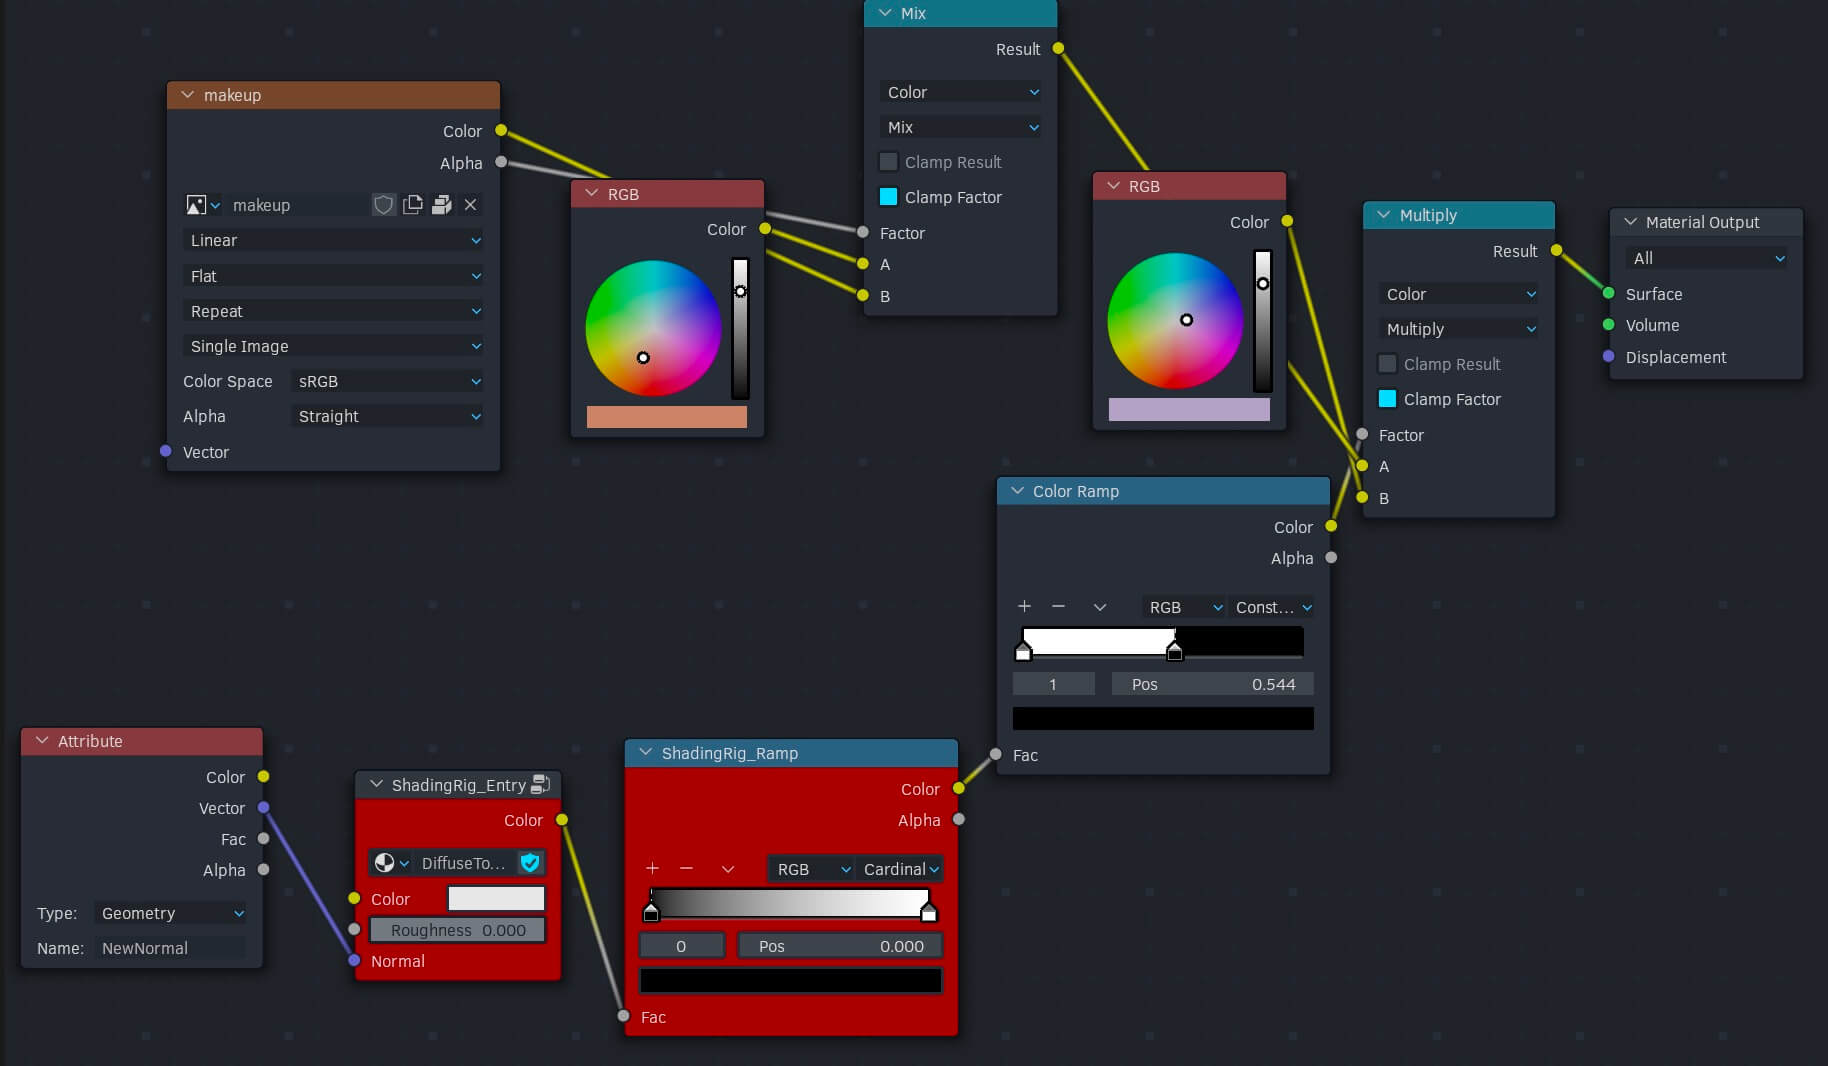 makeup
Color
Alpha
makeup
Linear
Flat
Repeat
Single Image
Color Space sRGB
Alpha Straight
Vector
RGB
Color
Mix
Result
Color
Mix
Clamp Result
Clamp Factor
Factor
A
B
RGB
Color
Multiply
Result
Color
Multiply
Clamp Result
Clamp Factor
Factor
A
B
Material Output
All
Surface
Volume
Displacement
Color Ramp
Color
Alpha
RGB Const...
1 Pos 0.544
Fac
Attribute
Color
Vector
Fac
Alpha
Type: Geometry
Name: NewNormal
ShadingRig_Entry
Color
DiffuseTo...
Color
Roughness 0.000
Normal
ShadingRig_Ramp
Color
Alpha
RGB Cardinal
0 Pos 0.000
Fac